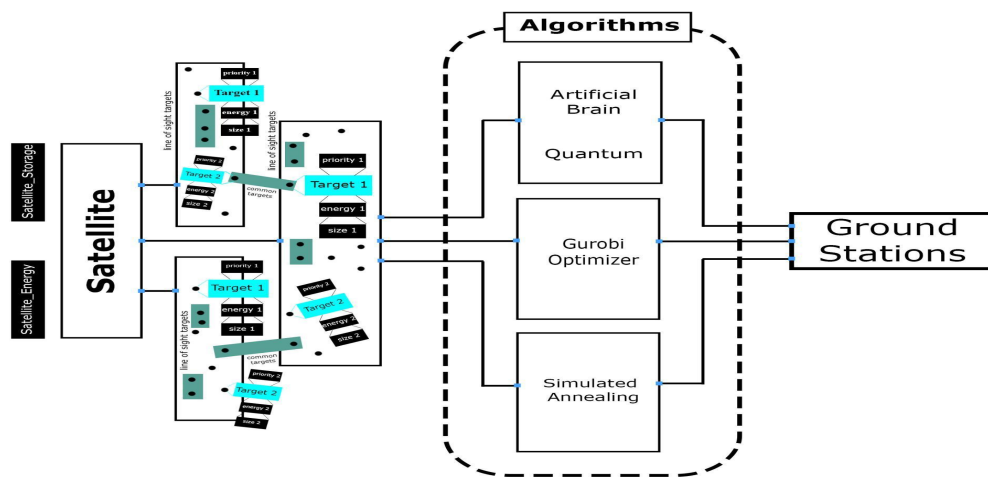 Algorithms
Satellite_Storage
Satellite_Energy
Satellite
line of sight targets
priority 1
Target 1
energy 1
size 1
priority 2
Target 2
energy 2
size 2
common
targets
line of sight targets
priority 1
Target 1
energy 1
size 1
priority 2
Target 2
energy 2
size 2
line of sight targets
priority 1
Target 1
energy 1
size 1
common
targets
priority 2
Target 2
energy 2
size 2
Artificial
Brain
Quantum
Gurobi
Optimizer
Simulated
Annealing
Ground
Stations